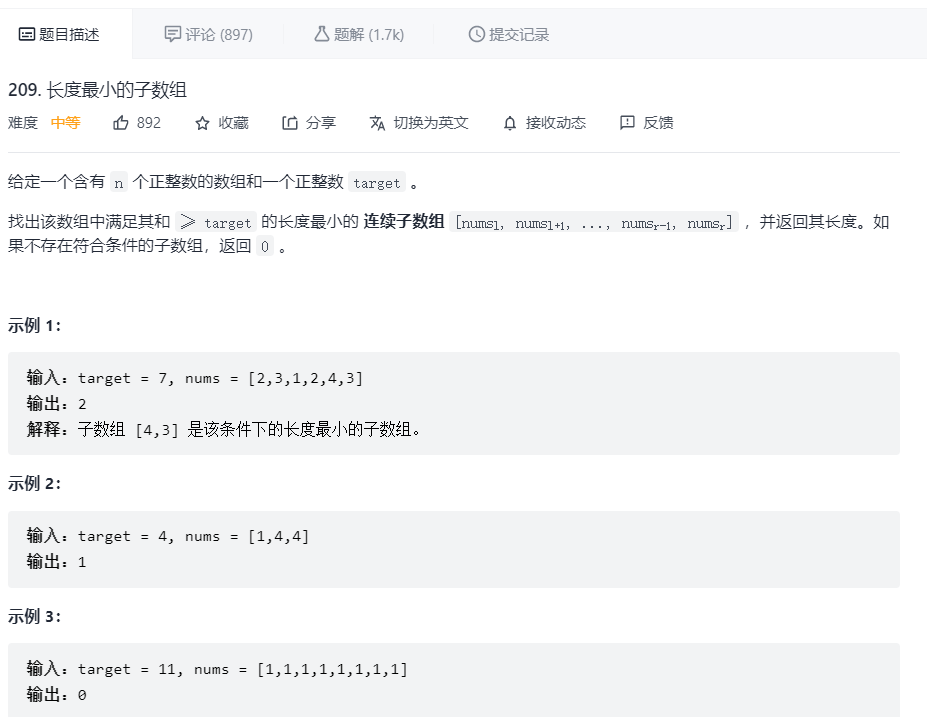 题目描述 评论 (897) 题解 (1.7k) 提交记录
209. 长度最小的子数组
难度 中等 892 收藏 分享 切换为英文 接收动态 反馈
给定一个含有 n 个正整数的数组和一个正整数 target 。
找出该数组中满足其和 ≥ target 的长度最小的 连续子数组 [numsl, numsl+1, ..., numsr-1, numsr] ，并返回其长度。如
果不存在符合条件的子数组，返回 0 。
示例 1：
输入：target = 7, nums = [2,3,1,2,4,3]
输出：2
解释：子数组 [4,3] 是该条件下的长度最小的子数组。
示例 2：
输入：target = 4, nums = [1,4,4]
输出：1
示例 3：
输入：target = 11, nums = [1,1,1,1,1,1,1,1]
输出：0